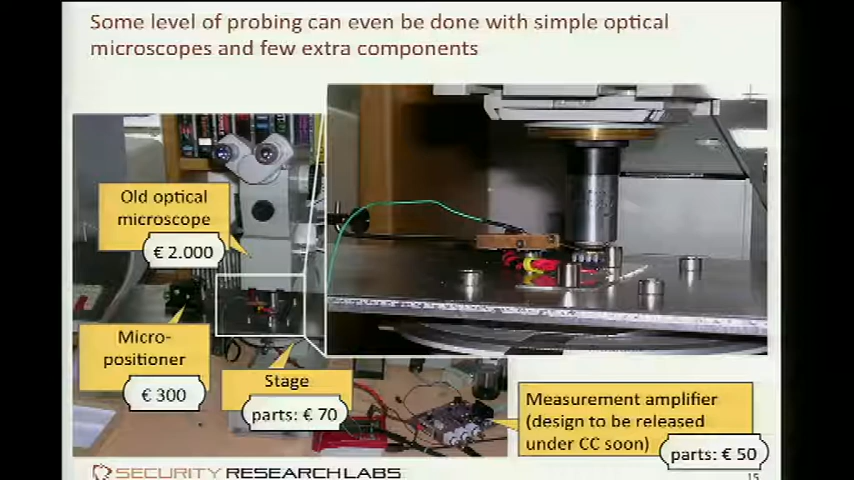 Some level of probing can even be done with simple optical
microscopes and few extra components
Old optical
microscope
€ 2.000
Micro-
positioner
€ 300
Stage
parts: € 70
Measurement amplifier
(design to be released
under CC soon)
parts: € 50
SECURITY RESEARCH LABS
15